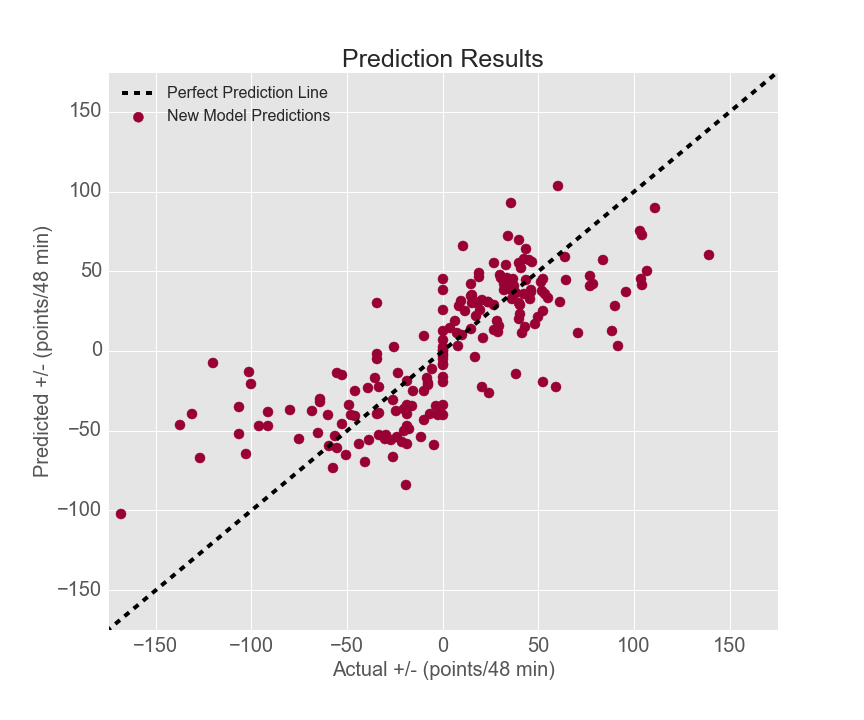 Prediction Results
Perfect Prediction Line
New Model Predictions
150
100
50
0
−50
−100
−150
Predicted +/- (points/48 min)
−150 −100 −50 0 50 100 150
Actual +/- (points/48 min)